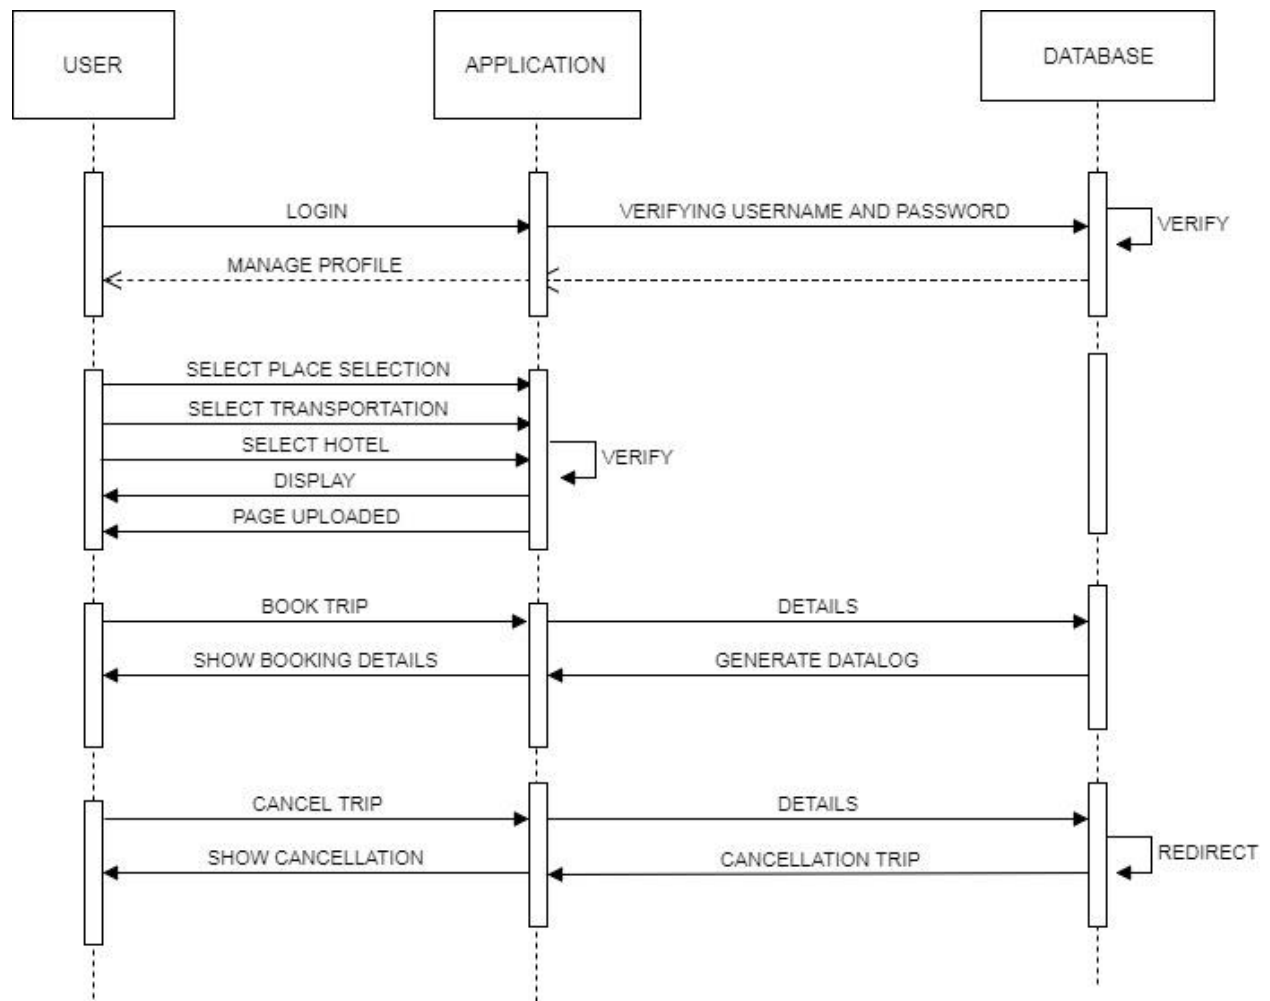 USER
APPLICATION
DATABASE
LOGIN
VERIFYING USERNAME AND PASSWORD
VERIFY
MANAGE PROFILE
SELECT PLACE SELECTION
SELECT TRANSPORTATION
SELECT HOTEL
VERIFY
DISPLAY
PAGE UPLOADED
BOOK TRIP
DETAILS
SHOW BOOKING DETAILS
GENERATE DATALOG
CANCEL TRIP
DETAILS
REDIRECT
SHOW CANCELLATION
CANCELLATION TRIP